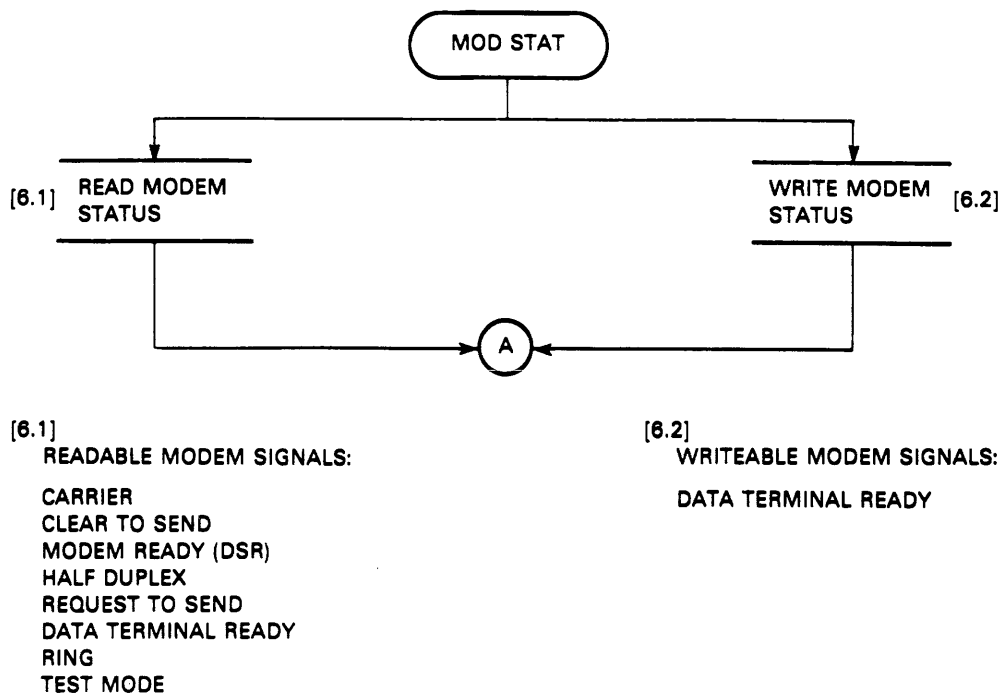 MOD STAT
[6.1]
READ MODEM
STATUS
WRITE MODEM
STATUS
[6.2]
A
[6.1]
READABLE MODEM SIGNALS:
CARRIER
CLEAR TO SEND
MODEM READY (DSR)
HALF DUPLEX
REQUEST TO SEND
DATA TERMINAL READY
RING
TEST MODE
[6.2]
WRITEABLE MODEM SIGNALS:
DATA TERMINAL READY